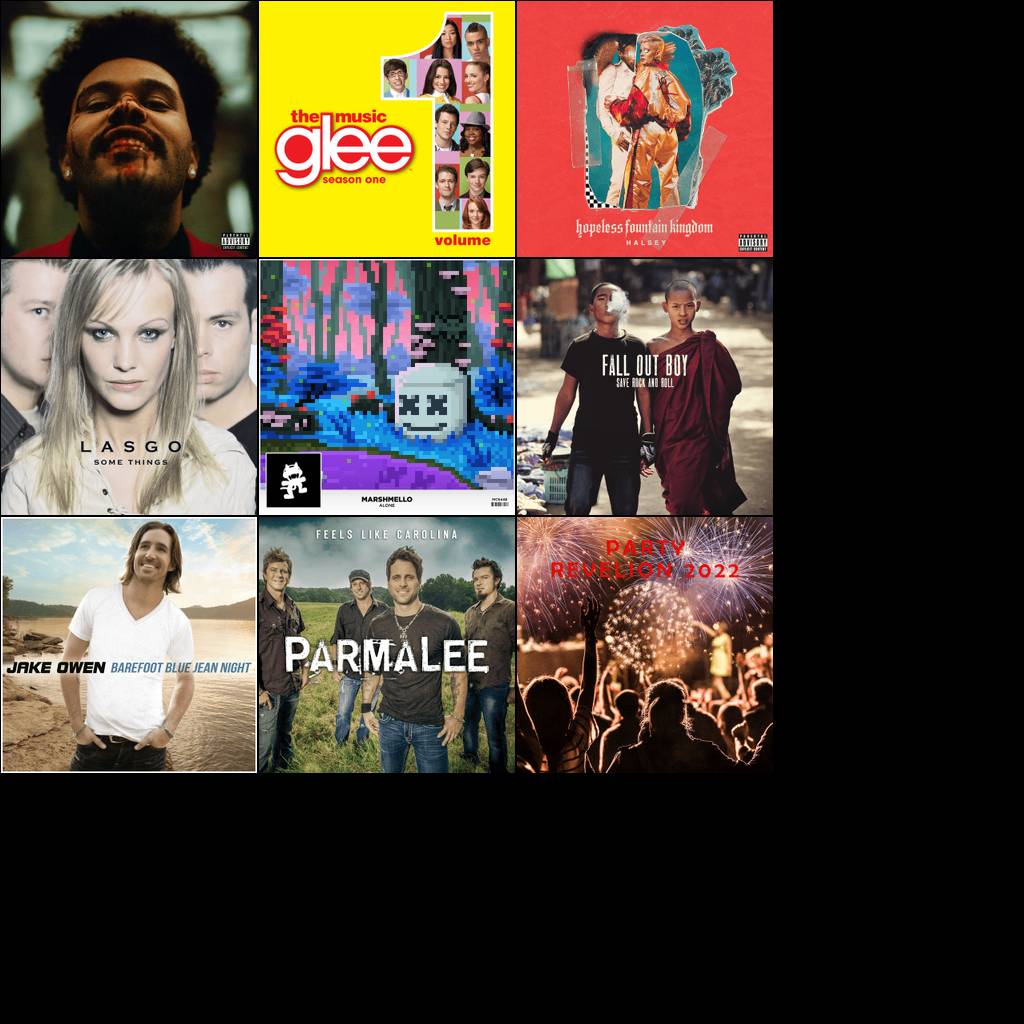 PARENTAL
ADVISORY
EXPLICIT CONTENT
the music
glee
season one
1
volume
hopeless fountain kingdom
HALSEY
PARENTAL
ADVISORY
EXPLICIT CONTENT
LASGO
SOME THINGS
MARSHMELLO
ALONE
FALL OUT BOY
SAVE ROCK AND ROLL
JAKE OWEN BAREFOOT BLUE JEAN NIGHT
FEELS LIKE CAROLINA
PARMALEE
PARTY
REVELION 2022